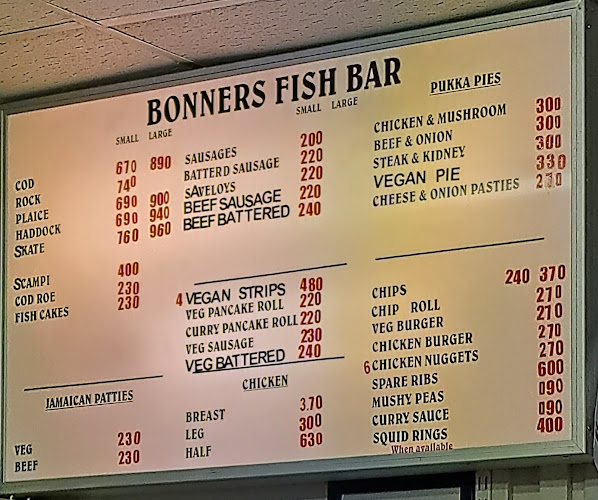 BONNERS FISH BAR
SMALL LARGE
COD 670 890
ROCK 740
PLAICE 690 900
HADDOCK 690 940
SKATE 760 960
SCAMPI 400
COD ROE 230
FISH CAKES 230
JAMAICAN PATTIES
VEG 230
BEEF 230
SMALL LARGE
SAUSAGES 200
BATTERD SAUSAGE 220
SAVELOYS 220
BEEF SAUSAGE 220
BEEF BATTERED 240
4 VEGAN STRIPS 480
VEG PANCAKE ROLL 220
CURRY PANCAKE ROLL 220
VEG SAUSAGE 230
VEG BATTERED 240
CHICKEN
BREAST 3.70
LEG 300
HALF 630
PUKKA PIES
CHICKEN & MUSHROOM 300
BEEF & ONION 300
STEAK & KIDNEY 300
VEGAN PIE 330
CHEESE & ONION PASTIES
CHIPS 240 370
CHIP ROLL 270
VEG BURGER 270
CHICKEN BURGER 270
6 CHICKEN NUGGETS 270
SPARE RIBS 600
MUSHY PEAS 090
CURRY SAUCE 090
SQUID RINGS 400
When available